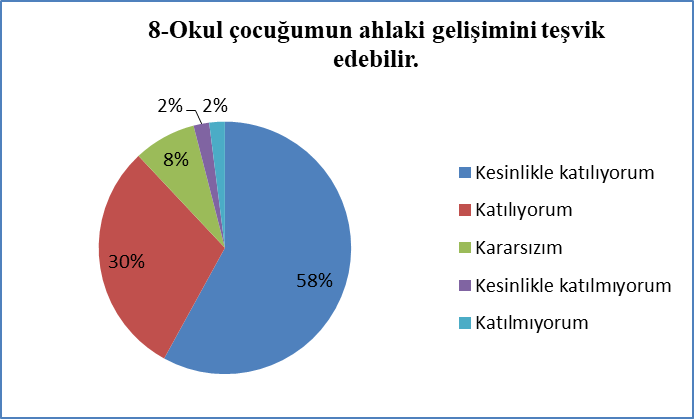 8-Okul çocuğumun ahlaki gelişimini teşvik
edebilir.
2%
2%
8%
30%
58%
Kesinlikle katılıyorum
Katılıyorum
Kararsızım
Kesinlikle katılmıyorum
Katılmıyorum